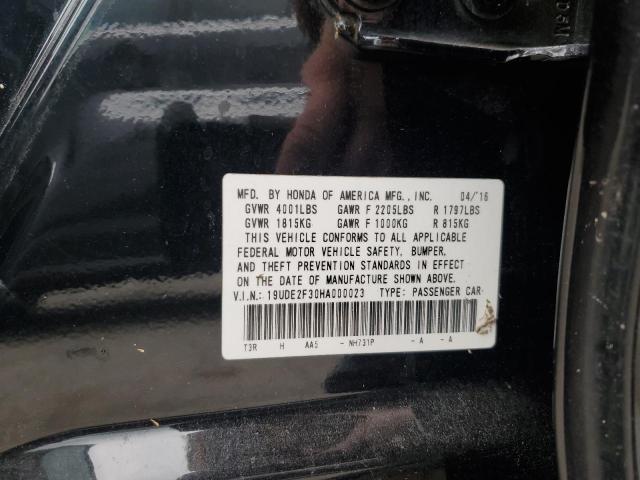 MFD. BY HONDA OF AMERICA MFG.,INC. 04/'16
GVWR 4001LBS GAWR F 2205LBS R 1797LBS
GVWR 1815KG GAWR F 1000KG R 815KG
THIS VEHICLE CONFORMS TO ALL APPLICABLE
FEDERAL MOTOR VEHICLE SAFETY, BUMPER,
AND THEFT PREVENTION STANDARDS IN EFFECT
ON THE DATE OF MANUFACTURE SHOWN ABOVE.
V.I.N.: 19UDE2F30HA000023 TYPE: PASSENGER CAR
T3R H AA5 - NH731P - A - A